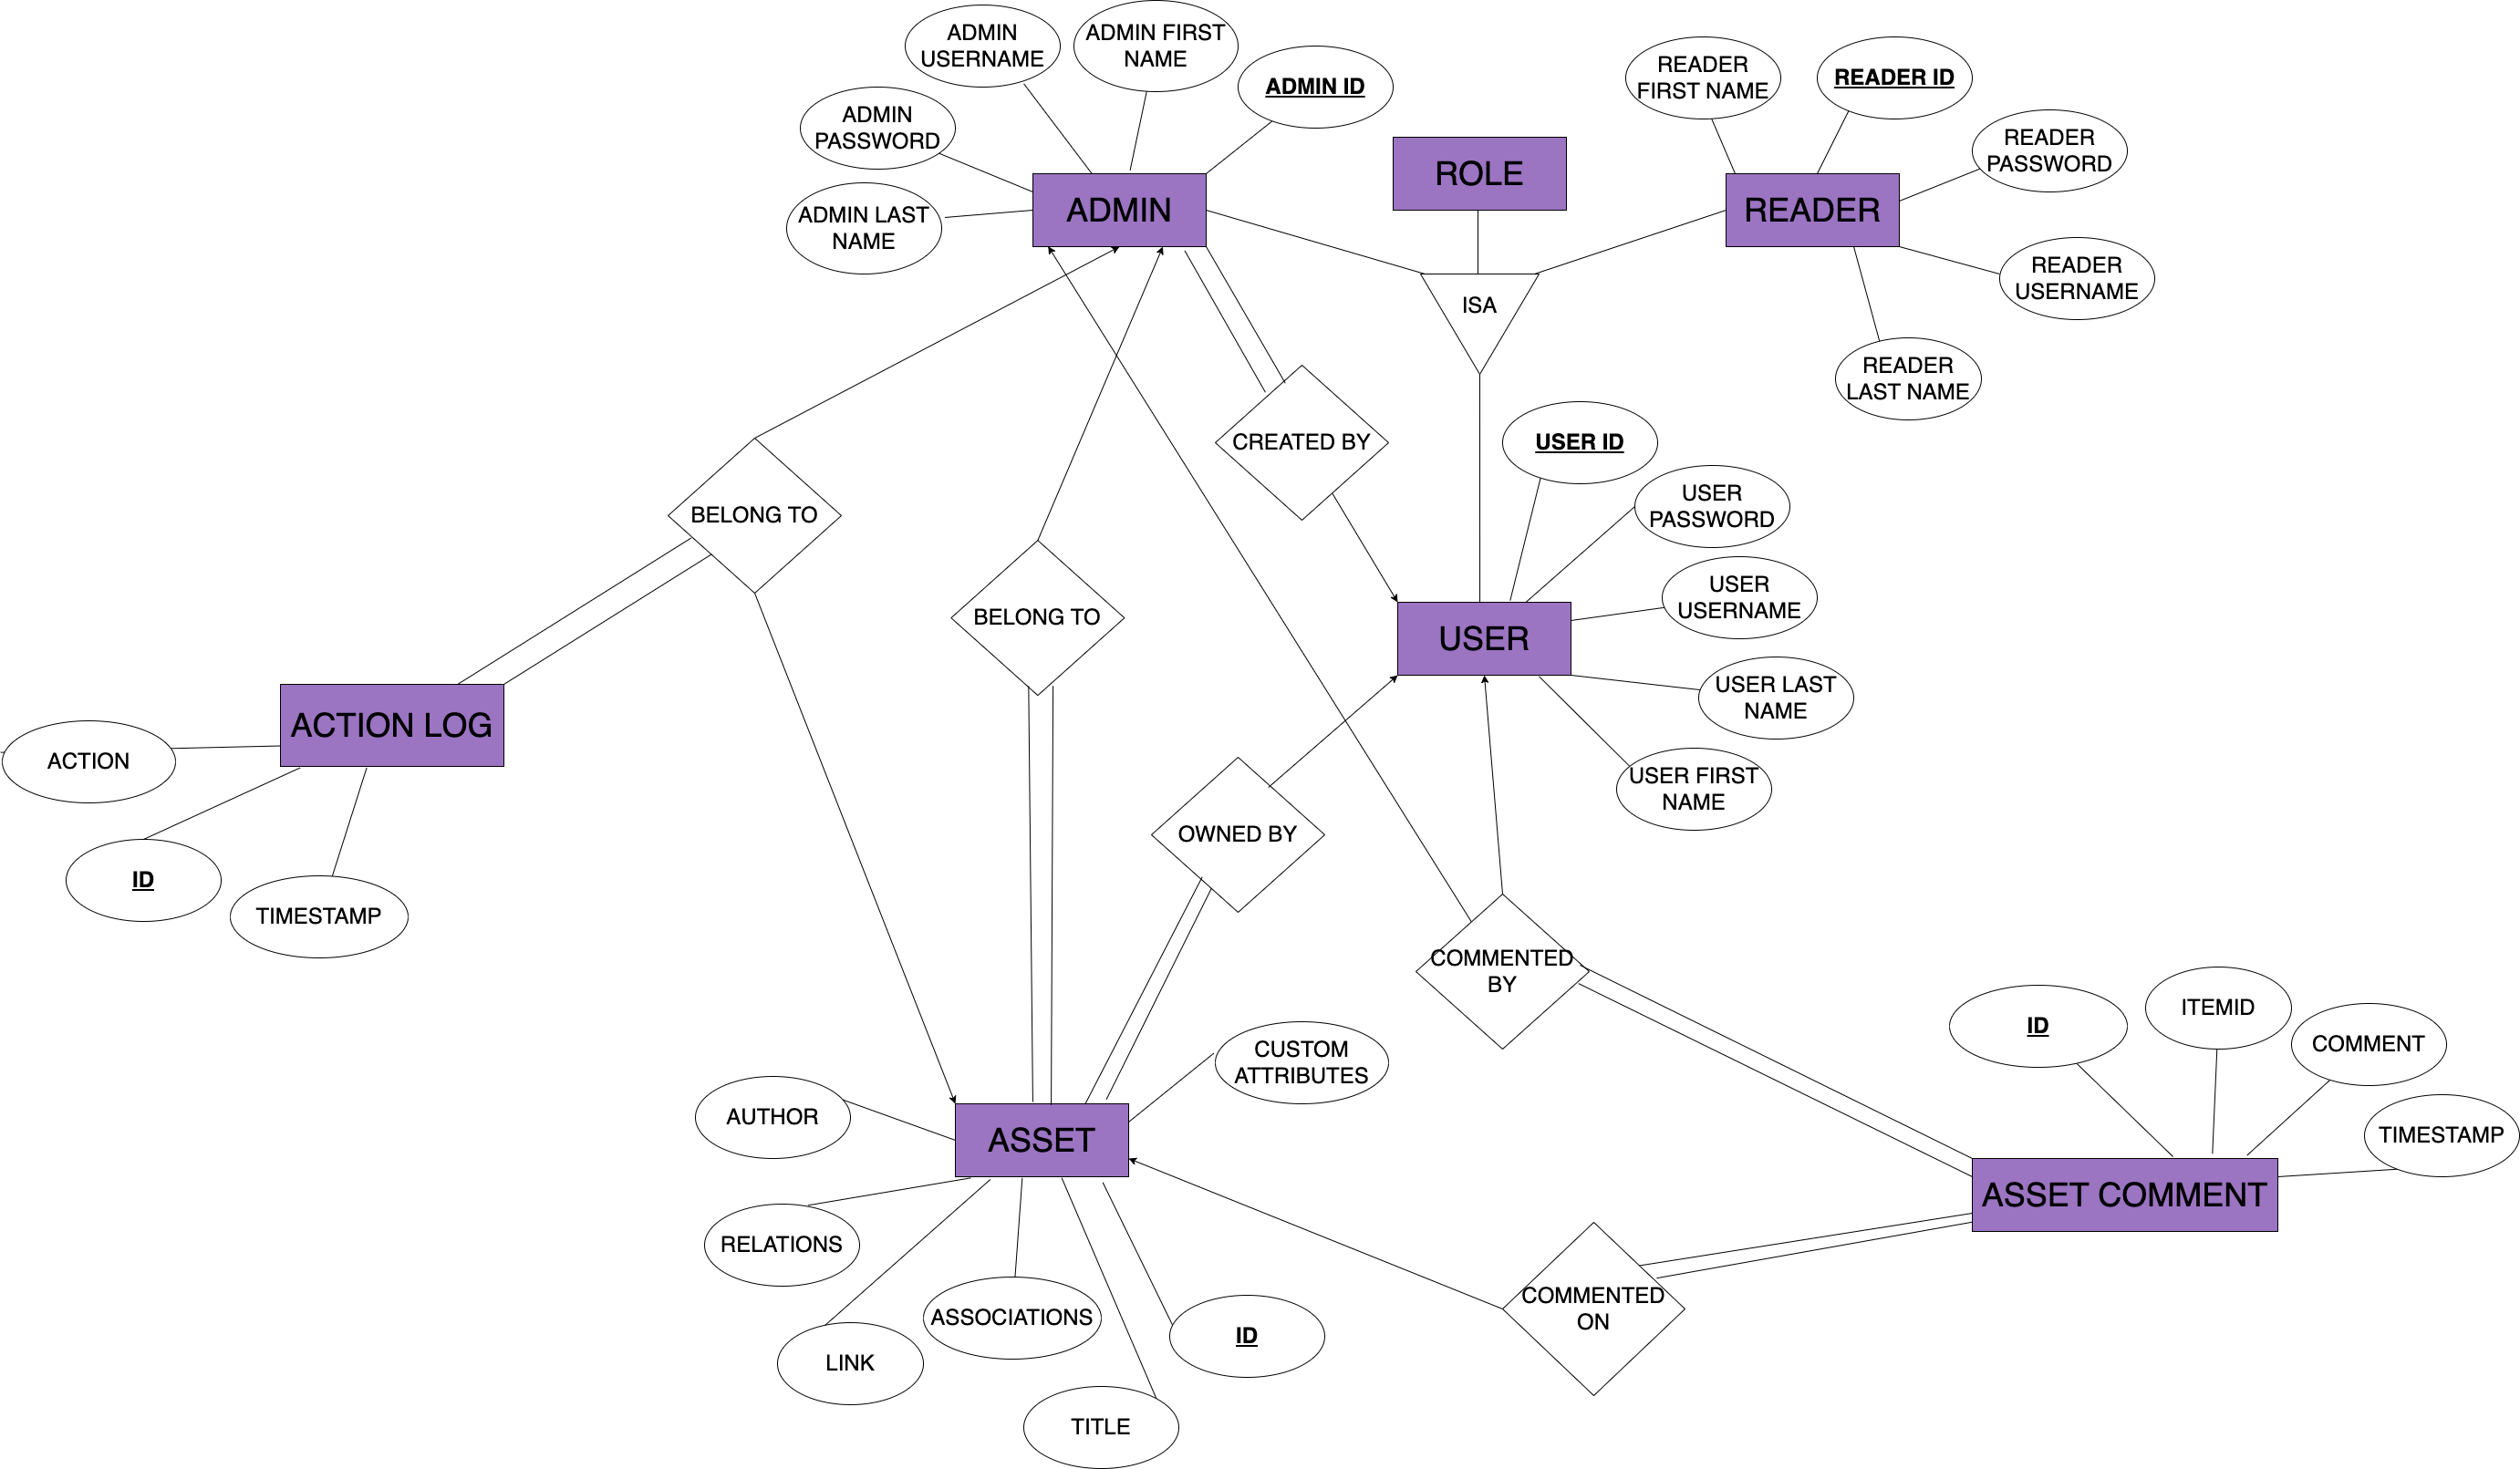 ADMIN
USERNAME
ADMIN FIRST
NAME
ADMIN ID
READER
FIRST NAME
READER ID
ADMIN
PASSWORD
READER
PASSWORD
ROLE
ADMIN LAST
NAME
ADMIN
READER
READER
USERNAME
ISA
READER
LAST NAME
CREATED BY
USER ID
BELONG TO
USER
PASSWORD
BELONG TO
USER
USERNAME
USER
USER LAST
NAME
ACTION LOG
ACTION
USER FIRST
NAME
OWNED BY
ID
TIMESTAMP
COMMENTED
BY
ID
ITEMID
COMMENT
CUSTOM
ATTRIBUTES
AUTHOR
ASSET
TIMESTAMP
ASSET COMMENT
RELATIONS
COMMENTED
ON
ASSOCIATIONS
ID
LINK
TITLE